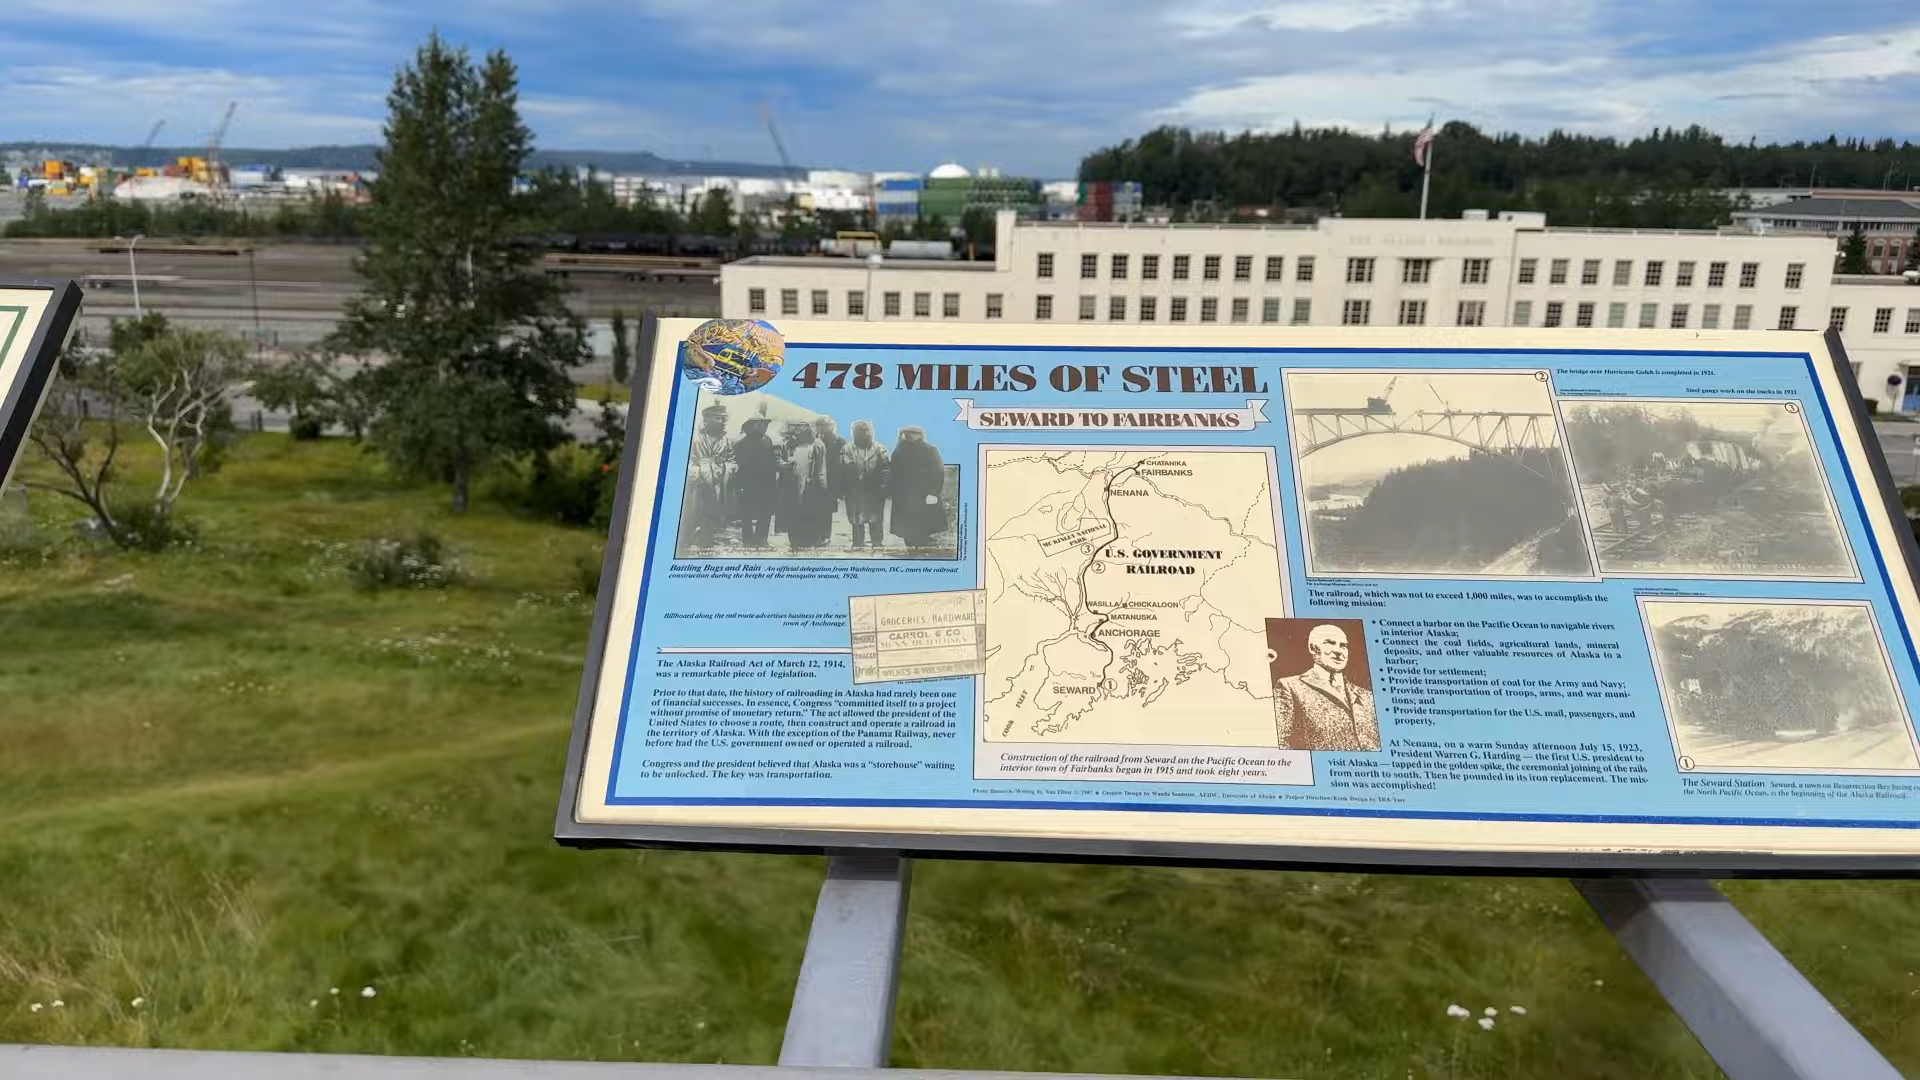 478 MILES OF STEEL
SEWARD TO FAIRBANKS
Battling Bugs and Rain An official delegation from Washington, D.C., tours the railroad
construction during the height of the mosquito season, 1920.
Billboard along the rail route advertises business in the new
town of Anchorage.
GROCERIES HARDWARE
CARROL & CO
MENS OUTFITTERS
WILKES & WILSON
The Alaska Railroad Act of March 12, 1914,
was a remarkable piece of legislation.
Prior to that date, the history of railroading in Alaska had rarely been one
of financial successes. In essence, Congress "committed itself to a project
without promise of monetary return." The act allowed the president of the
United States to choose a route, then construct and operate a railroad in
the territory of Alaska. With the exception of the Panama Railway, never
before had the U.S. government owned or operated a railroad.
Congress and the president believed that Alaska was a "storehouse" waiting
to be unlocked. The key was transportation.
CHATANIKA
FAIRBANKS
NENANA
MC KINLEY NATIONAL
PARK
3
U.S. GOVERNMENT
RAILROAD
2
WASILLA
CHICKALOON
MATANUSKA
ANCHORAGE
SEWARD
1
COOK INLET
Construction of the railroad from Seward on the Pacific Ocean to the
interior town of Fairbanks began in 1915 and took eight years.
2
The bridge over Hurricane Gulch is completed in 1921.
Steel gangs work on the tracks in 1921.
3
The railroad, which was not to exceed 1,000 miles, was to accomplish the
following mission:
• Connect a harbor on the Pacific Ocean to navigable rivers
in interior Alaska;
• Connect the coal fields, agricultural lands, mineral
deposits, and other valuable resources of Alaska to a
harbor;
• Provide for settlement;
• Provide transportation of coal for the Army and Navy;
• Provide transportation of troops, arms, and war muni-
tions; and
• Provide transportation for the U.S. mail, passengers, and
property.
At Nenana, on a warm Sunday afternoon July 15, 1923,
President Warren G. Harding — the first U.S. president to
visit Alaska — tapped in the golden spike, the ceremonial joining of the rails
from north to south. Then he pounded in its iron replacement. The mis-
sion was accomplished!
1
The Seward Station Seward, a town on Resurrection Bay facing
the North Pacific Ocean, is the beginning of the Alaska Railroad.